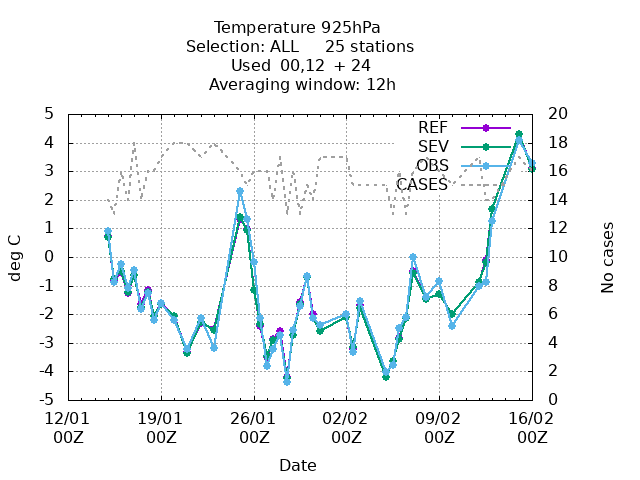 Temperature 925hPa
Selection: ALL 25 stations
Used 00,12 + 24
Averaging window: 12h
5 20
4 REF 18
SEV
3 OBS 16
2 CASES 14
1 12
0 10
-1 8
-2 6
-3 4
-4 2
-5 0
deg C
No cases
12/01 19/01 26/01 02/02 09/02 16/02
00Z 00Z 00Z 00Z 00Z 00Z
Date